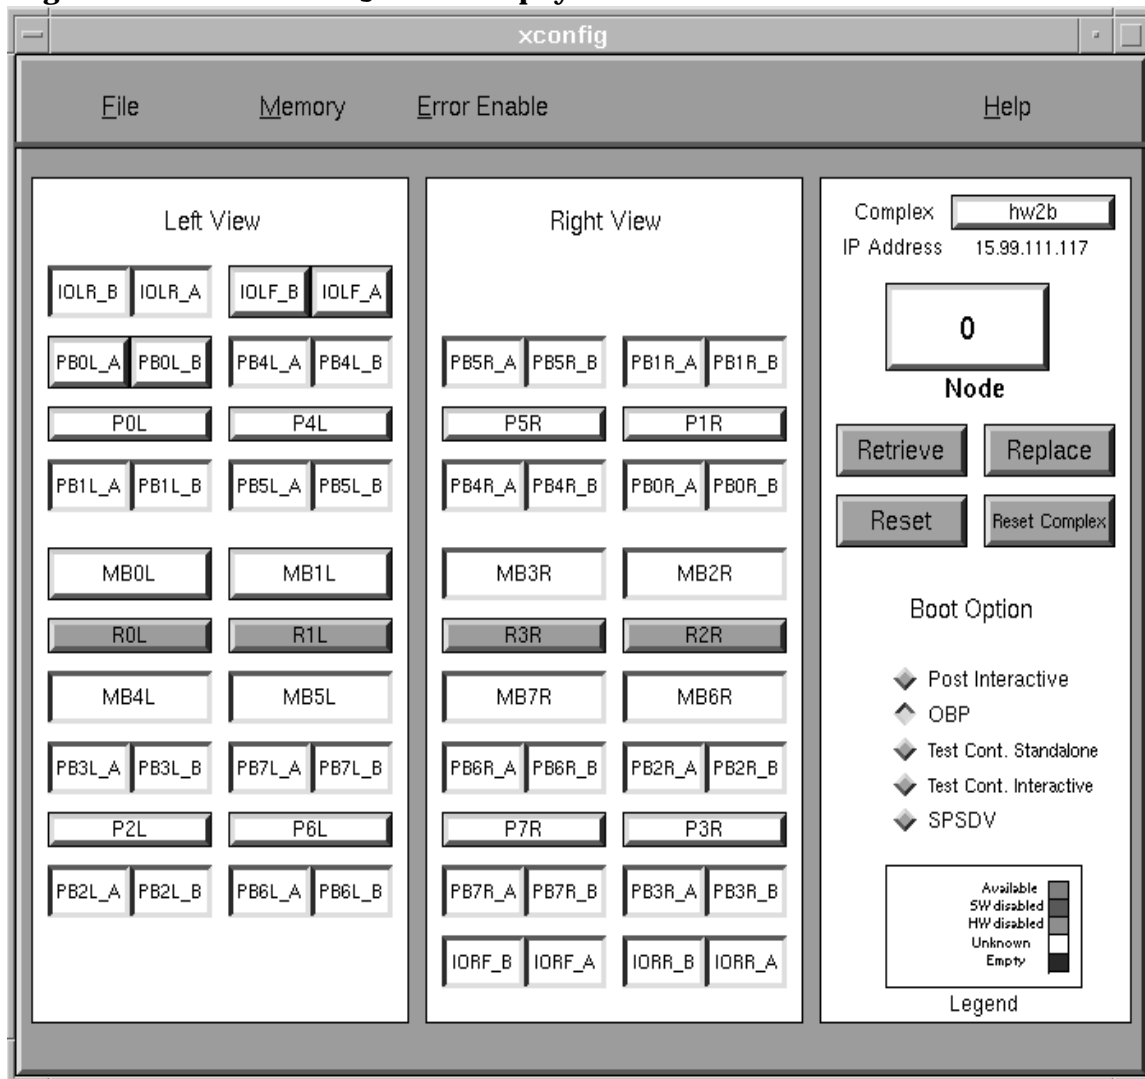 xconfig
File Memory Error Enable Help
Left View
IOLR_B IOLR_A IOLF_B IOLF_A
PB0L_A PB0L_B PB4L_A PB4L_B
P0L P4L
PB1L_A PB1L_B PB5L_A PB5L_B
MB0L MB1L
R0L R1L
MB4L MB5L
PB3L_A PB3L_B PB7L_A PB7L_B
P2L P6L
PB2L_A PB2L_B PB6L_A PB6L_B
Right View
PB5R_A PB5R_B PB1R_A PB1R_B
P5R P1R
PB4R_A PB4R_B PB0R_A PB0R_B
MB3R MB2R
R3R R2R
MB7R MB6R
PB6R_A PB6R_B PB2R_A PB2R_B
P7R P3R
PB7R_A PB7R_B PB3R_A PB3R_B
IORF_B IORF_A IORR_B IORR_A
Complex hw2b
IP Address 15.99.111.117
0
Node
Retrieve Replace
Reset Reset Complex
Boot Option
Post Interactive
OBP
Test Cont. Standalone
Test Cont. Interactive
SPSDV
Available
SW disabled
HW disabled
Unknown
Empty
Legend